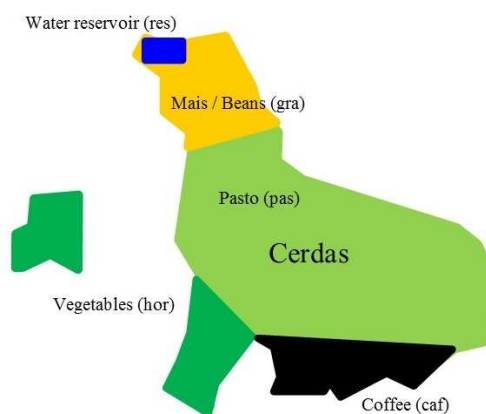 Water reservoir (res)
Mais / Beans (gra)
Pasto (pas)
Cerdas
Vegetables (hor)
Coffee (caf)